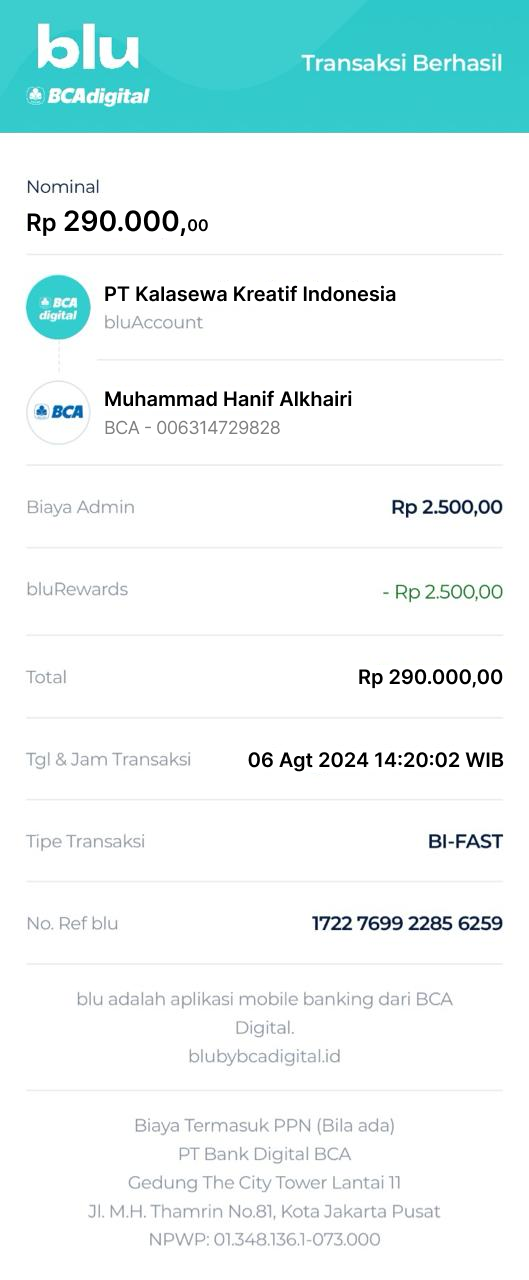 blu
BCA digital
Transaksi Berhasil
Nominal
Rp 290.000,00
BCA
digital
PT Kalasewa Kreatif Indonesia
bluAccount
BCA
Muhammad Hanif Alkhairi
BCA - 006314729828
Biaya Admin
Rp 2.500,00
bluRewards
- Rp 2.500,00
Total
Rp 290.000,00
Tgl & Jam Transaksi
06 Agt 2024 14:20:02 WIB
Tipe Transaksi
BI-FAST
No. Ref blu
1722 7699 2285 6259
blu adalah aplikasi mobile banking dari BCA
Digital.
blubybcadigital.id
Biaya Termasuk PPN (Bila ada)
PT Bank Digital BCA
Gedung The City Tower Lantai 11
Jl. M.H. Thamrin No.81, Kota Jakarta Pusat
NPWP: 01.348.136.1-073.000